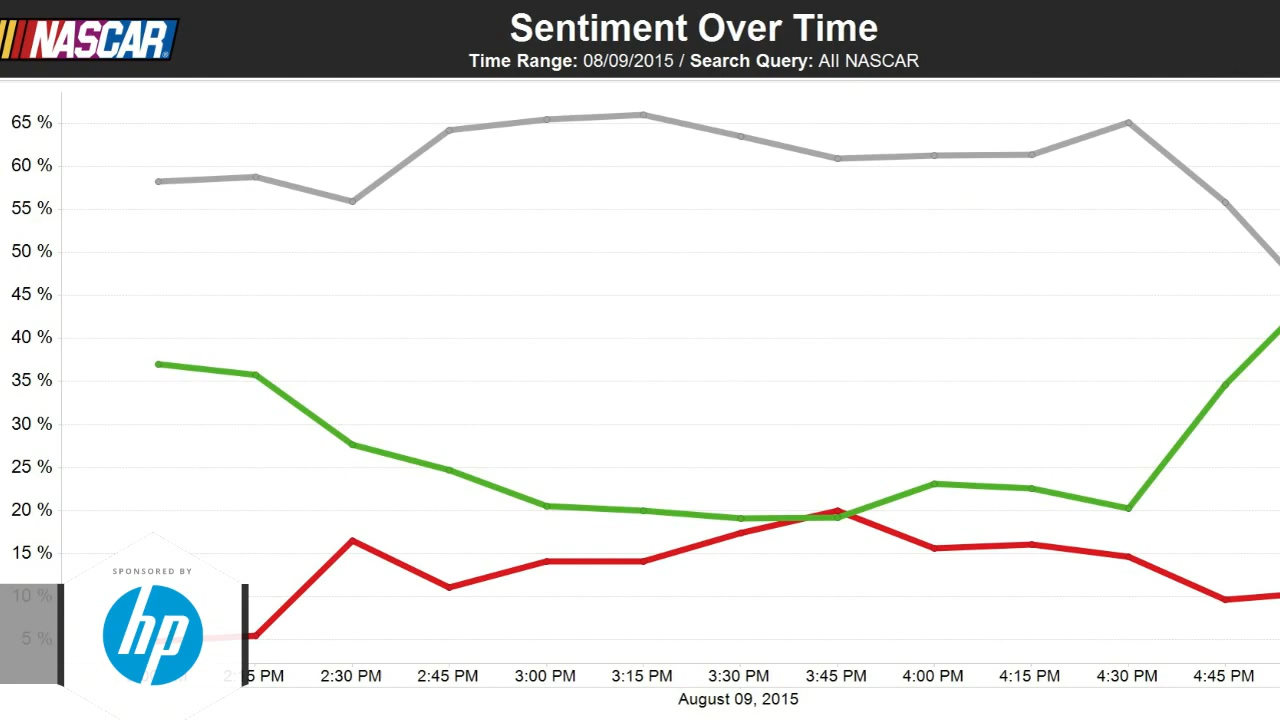 NASCAR
Sentiment Over Time
Time Range: 08/09/2015 / Search Query: All NASCAR
65 %
60 %
55 %
50 %
45 %
40 %
35 %
30 %
25 %
20 %
15 %
10 %
5 %
SPONSORED BY
hp
5 PM 2:30 PM 2:45 PM 3:00 PM 3:15 PM 3:30 PM 3:45 PM 4:00 PM 4:15 PM 4:30 PM 4:45 PM
August 09, 2015